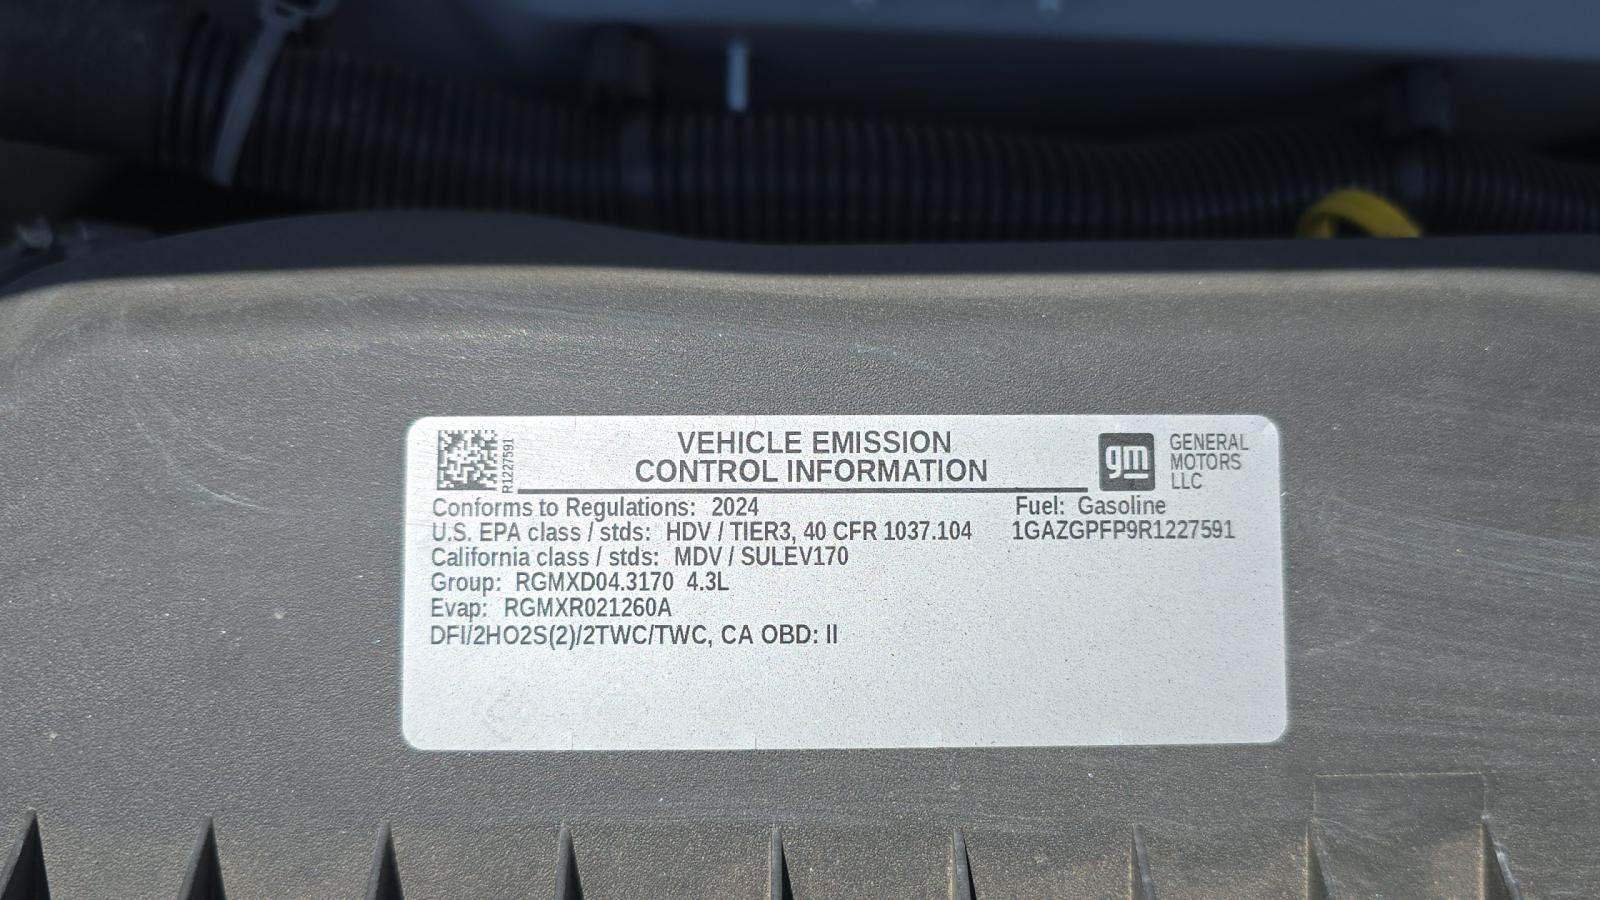 R1227591
VEHICLE EMISSION
CONTROL INFORMATION
gm
GENERAL
MOTORS
LLC
Conforms to Regulations: 2024
Fuel: Gasoline
U.S. EPA class / stds: HDV / TIER3, 40 CFR 1037.104
1GAZGPFP9R1227591
California class / stds: MDV / SULEV170
Group: RGMXD04.3170 4.3L
Evap: RGMXR021260A
DFI/2HO2S(2)/2TWC/TWC, CA OBD: II